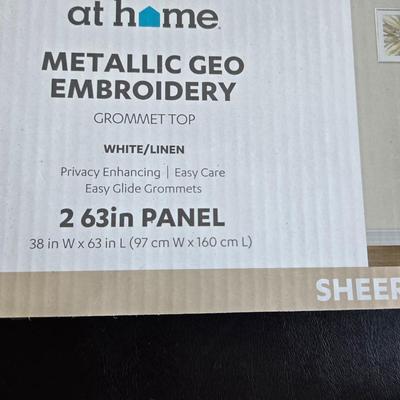 at home
METALLIC GEO
EMBROIDERY
GROMMET TOP
WHITE/LINEN
Privacy Enhancing | Easy Care
Easy Glide Grommets
2 63in PANEL
38 in W x 63 in L (97 cm W x 160 cm L)
SHEER